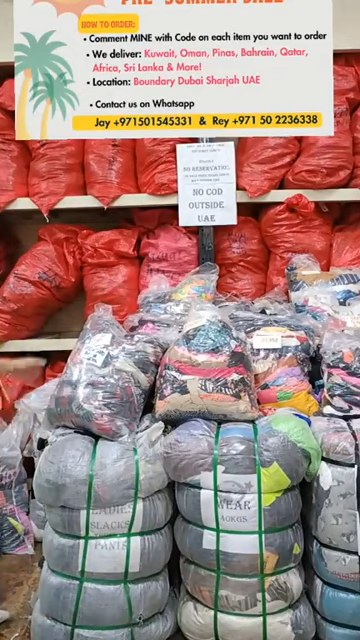 PRE-SUMMER SALE
HOW TO ORDER:
• Comment MINE with Code on each item you want to order
• We deliver: Kuwait, Oman, Pinas, Bahrain, Qatar,
Africa, Sri Lanka & More!
• Location: Boundary Dubai Sharjah UAE
• Contact us on Whatsapp
Jay +971501545331 & Rey +971 50 2236338
NO RESERVATION
NO COD
OUTSIDE
UAE
LADIES
SLACKS
PANTS
WEAR